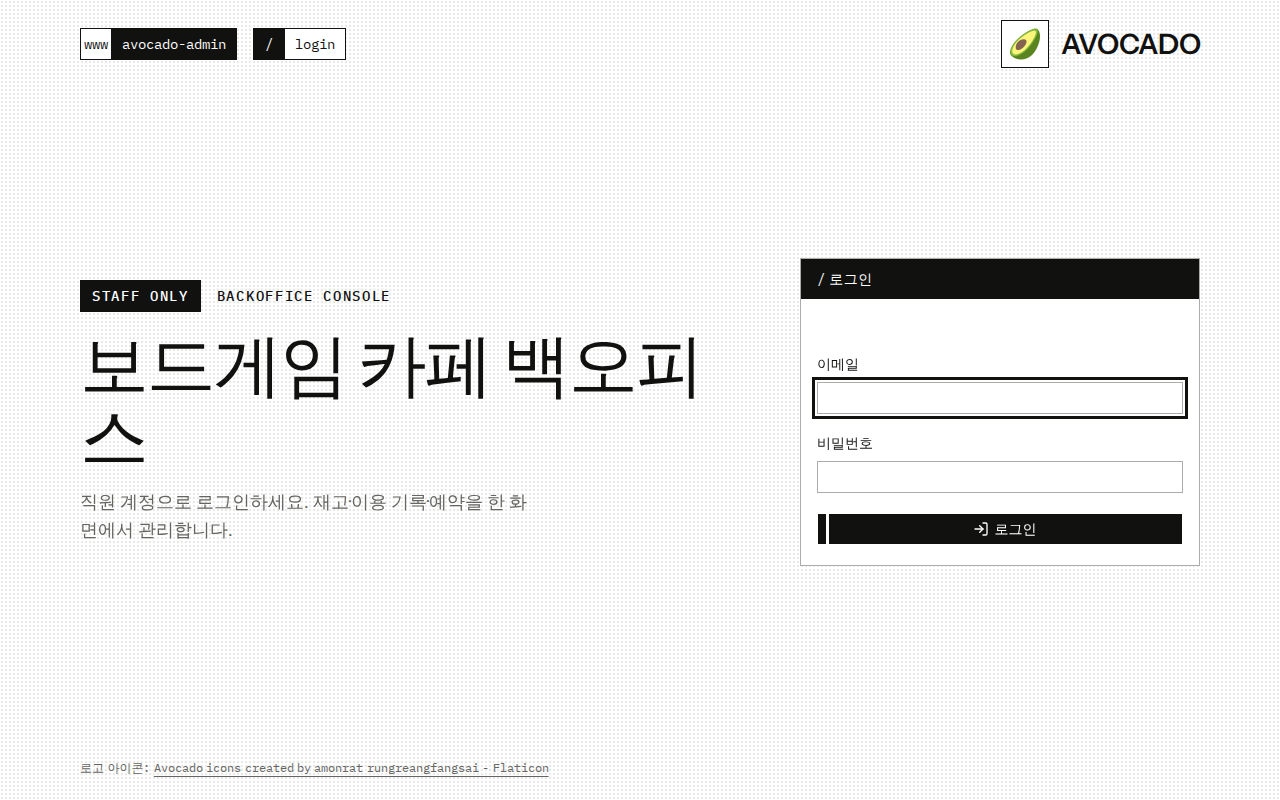 www avocado-admin / login
AVOCADO
STAFF ONLY BACKOFFICE CONSOLE
보드게임 카페 백오피
스
직원 계정으로 로그인하세요. 재고·이용 기록·예약을 한 화
면에서 관리합니다.
/ 로그인
이메일
비밀번호
로그인
로고 아이콘: Avocado icons created by amonrat rungreangfangsai - Flaticon